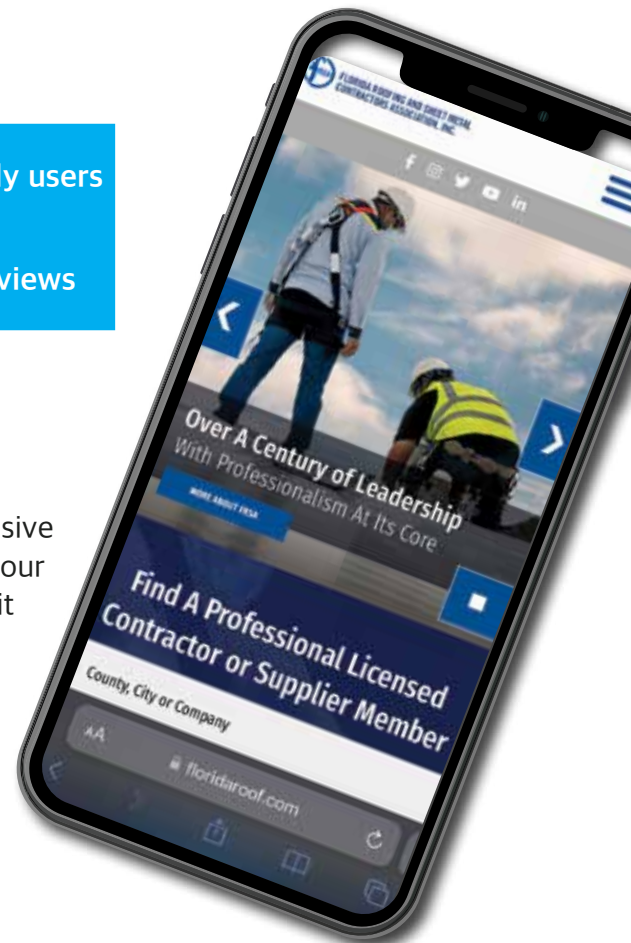 ly users
views
sive
our
it
FLORIDA ROOFING AND SHEET METAL
CONTRACTORS ASSOCIATION, INC.
f in
Over A Century of Leadership
With Professionalism At Its Core
MORE ABOUT FRSA
Find A Professional Licensed
Contractor or Supplier Member
County, City or Company
AA
floridaroof.com